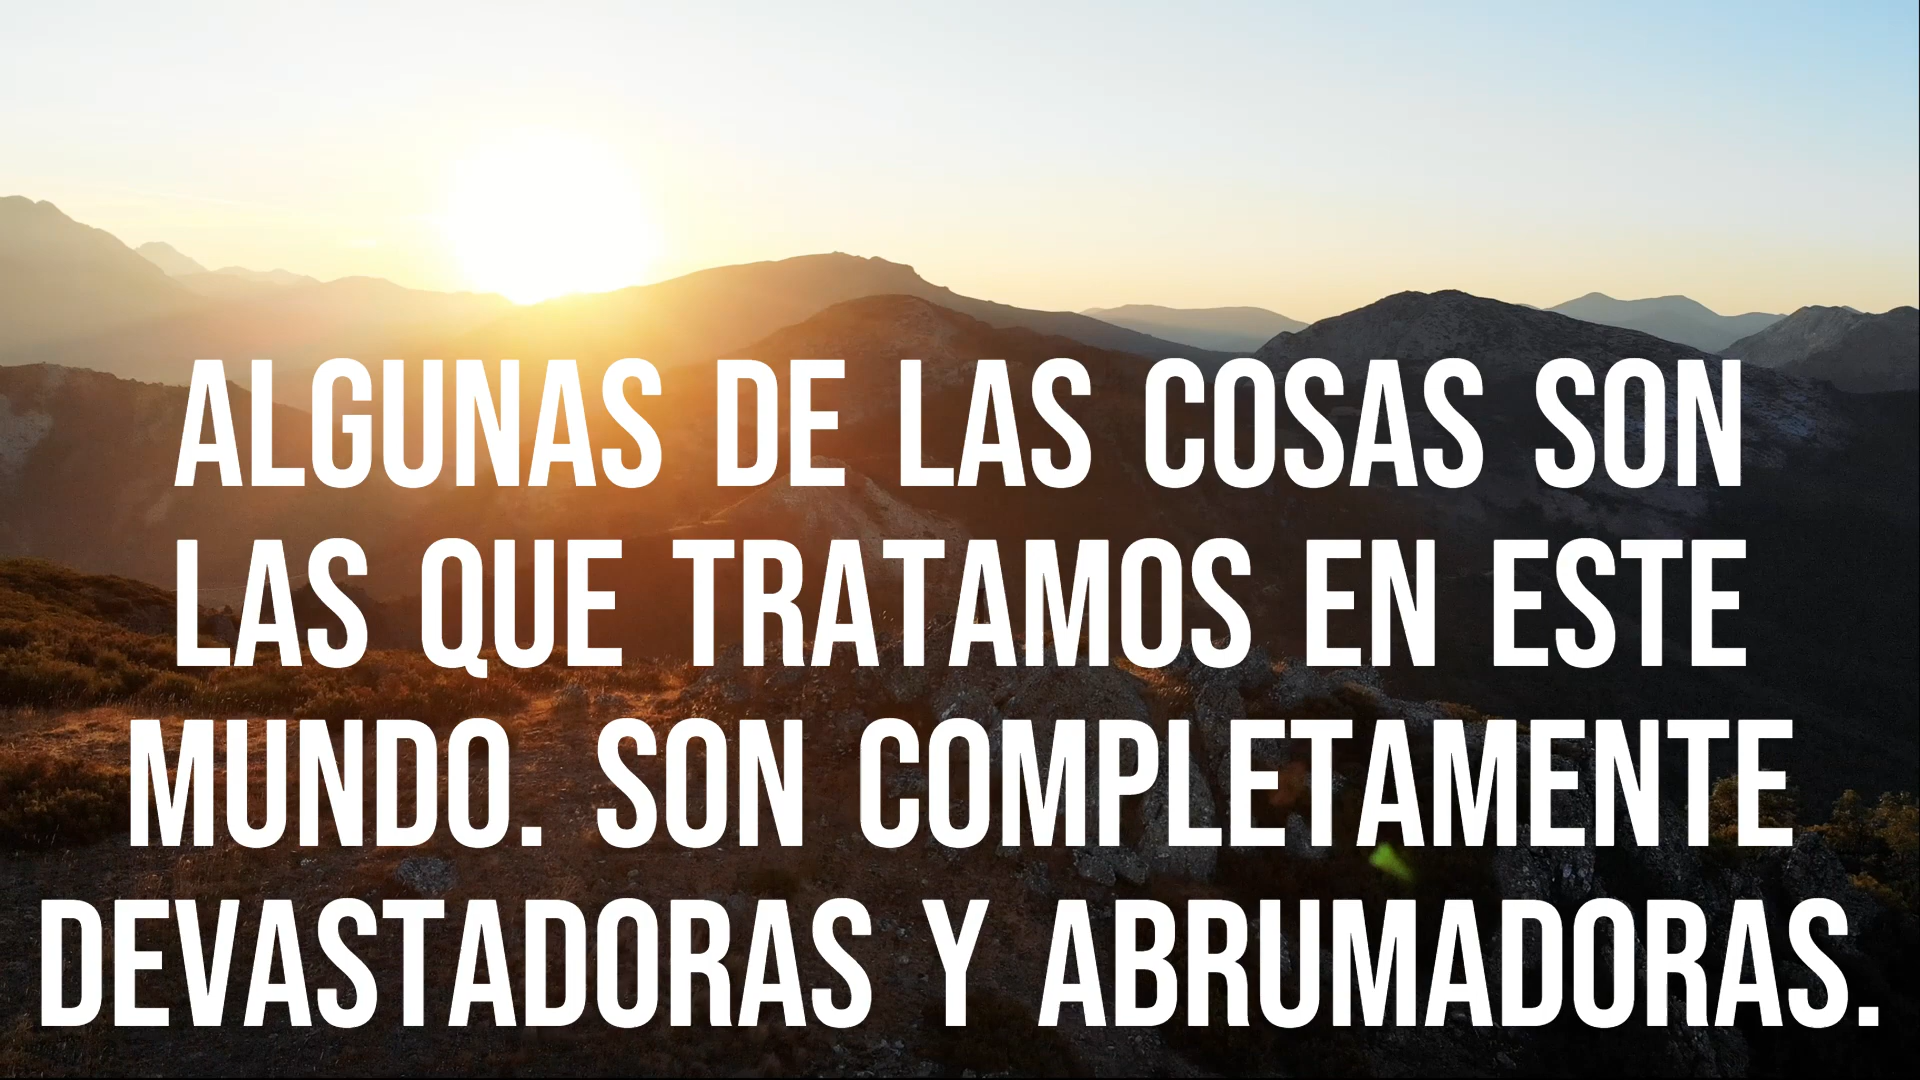 ALGUNAS DE LAS COSAS SON
LAS QUE TRATAMOS EN ESTE
MUNDO. SON COMPLETAMENTE
DEVASTADORAS Y ABRUMADORAS.